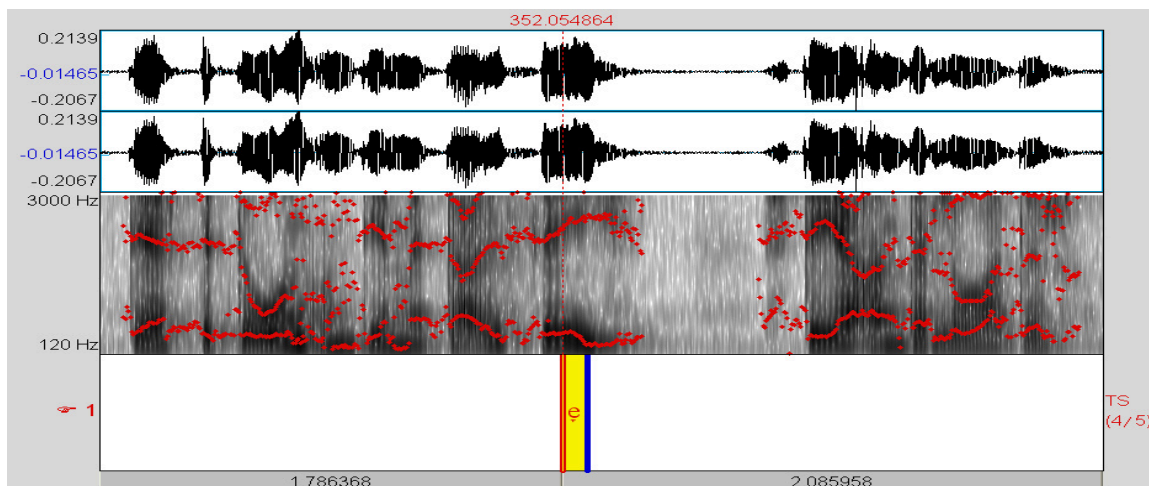 352.054864
0.2139
-0.01465
-0.2067
0.2139
-0.01465
-0.2067
3000 Hz
120 Hz
☞ 1
e̞
TS
(4/5)
1.786368
2.085958